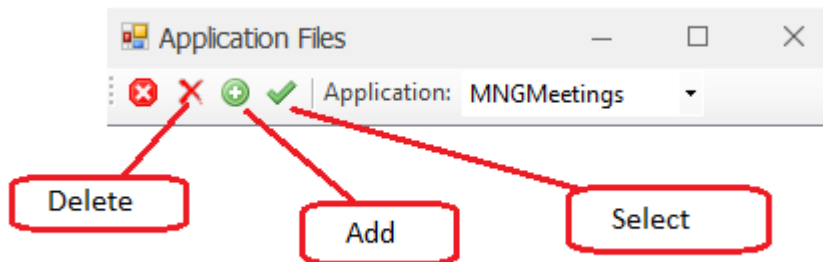 Application Files
Application: MNGMeetings
Delete
Add
Select